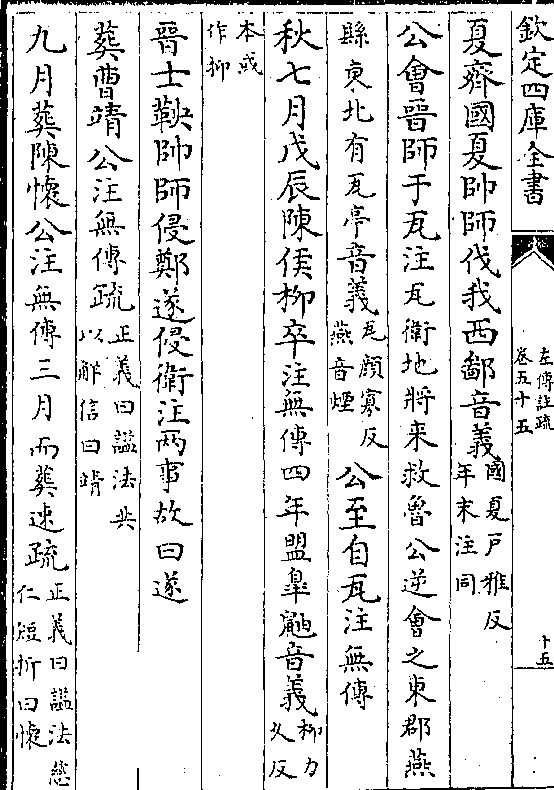 欽定四庫全書
左傳註疏
卷五十五
十五
夏齊國夏帥師伐我西鄙音義國夏戸雅反
年末注同
公會晉師于瓦注瓦衛地將来救魯公逆會之東郡燕
縣東北有瓦亭音義瓦顔寡反
燕音煙
公至自瓦注無傳
秋七月戊辰陳侯柳卒注無傳四年盟臯鼬音義柳力
久反
本或
作抑
晉士鞅帥師侵鄭遂侵衛注两事故曰遂
葬曹靖公注無傳疏正義曰諡法共
以鮮信曰靖
九月葬陳懷公注無傳三月而葬速疏正義曰諡法慈
仁短折曰懷